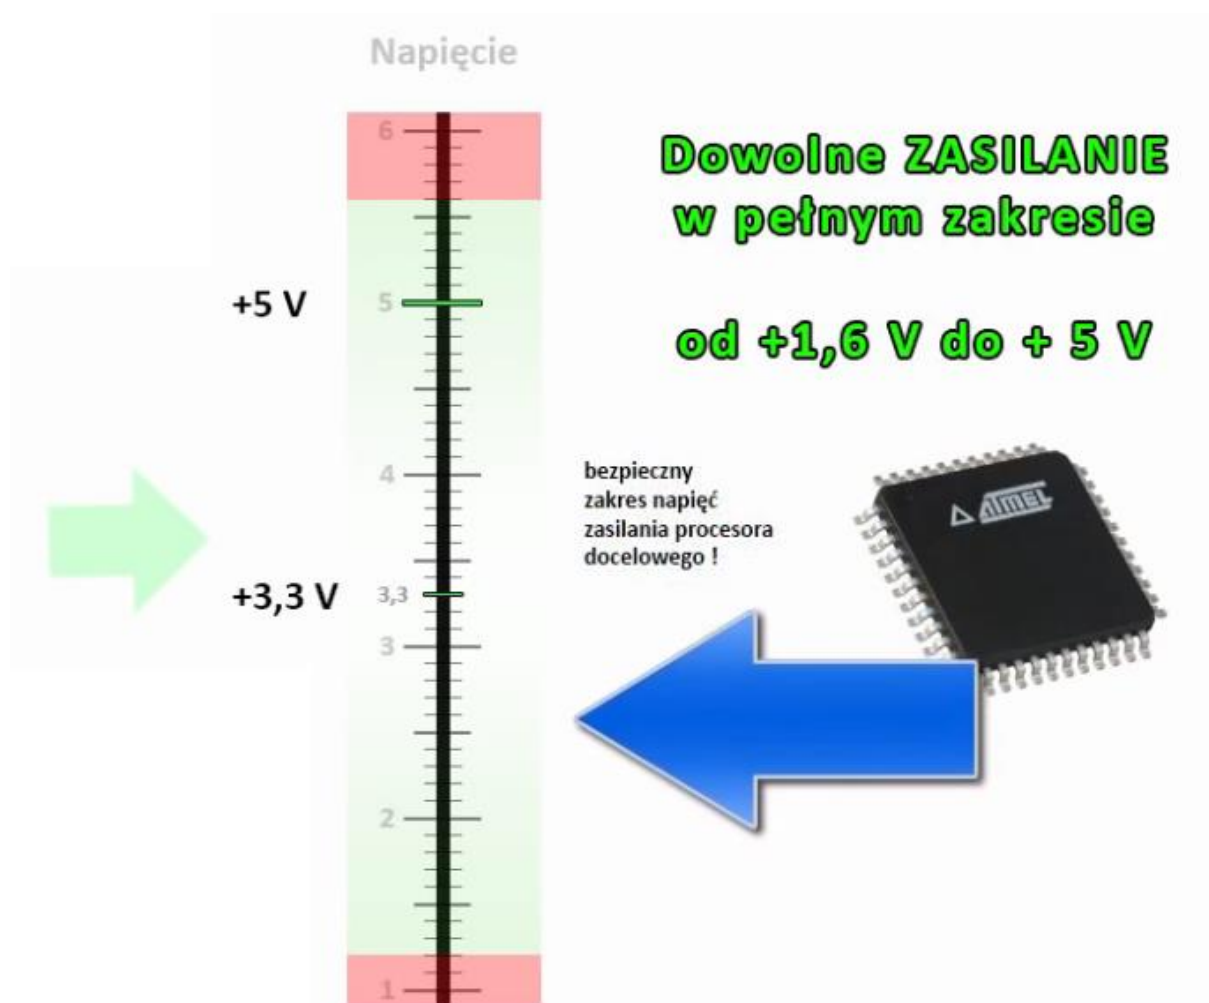 Napięcie
6
Dowolne ZASILANIE
w pełnym zakresie
+5 V
5
od +1,6 V do + 5 V
4
bezpieczny
zakres napięć
zasilania procesora
docelowego !
ATMEL
+3,3 V
3,3
3
2
1